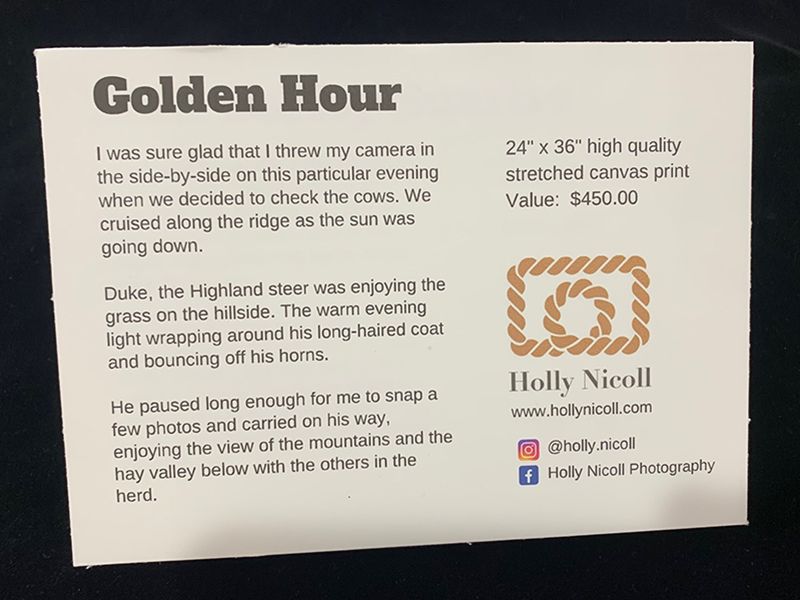 Golden Hour
I was sure glad that I threw my camera in
the side-by-side on this particular evening
when we decided to check the cows. We
cruised along the ridge as the sun was
going down.
Duke, the Highland steer was enjoying the
grass on the hillside. The warm evening
light wrapping around his long-haired coat
and bouncing off his horns.
He paused long enough for me to snap a
few photos and carried on his way,
enjoying the view of the mountains and the
hay valley below with the others in the
herd.
24" x 36" high quality
stretched canvas print
Value: $450.00
Holly Nicoll
www.hollynicoll.com
@holly.nicoll
Holly Nicoll Photography